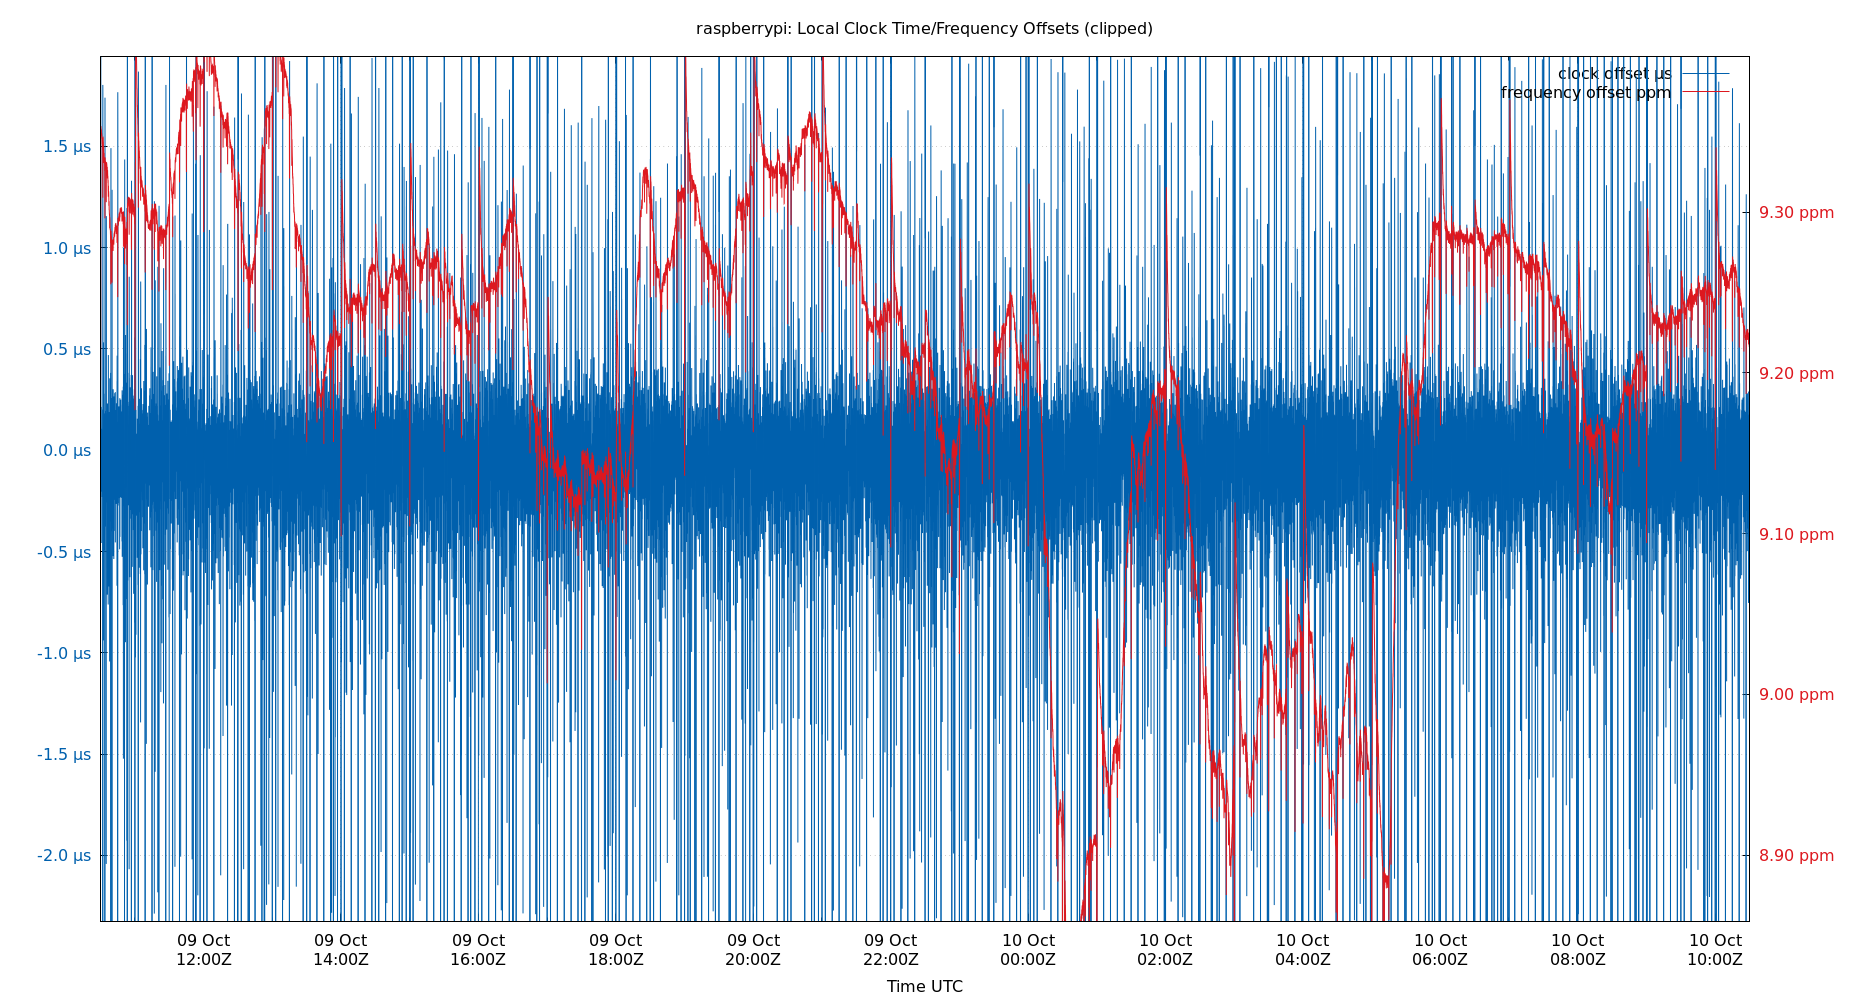 raspberrypi: Local Clock Time/Frequency Offsets (clipped)
clock offset µs
frequency offset ppm
1.5 µs
1.0 µs
0.5 µs
0.0 µs
-0.5 µs
-1.0 µs
-1.5 µs
-2.0 µs
9.30 ppm
9.20 ppm
9.10 ppm
9.00 ppm
8.90 ppm
09 Oct 09 Oct 09 Oct 09 Oct 09 Oct 09 Oct 10 Oct 10 Oct 10 Oct 10 Oct 10 Oct 10 Oct
12:00Z 14:00Z 16:00Z 18:00Z 20:00Z 22:00Z 00:00Z 02:00Z 04:00Z 06:00Z 08:00Z 10:00Z
Time UTC